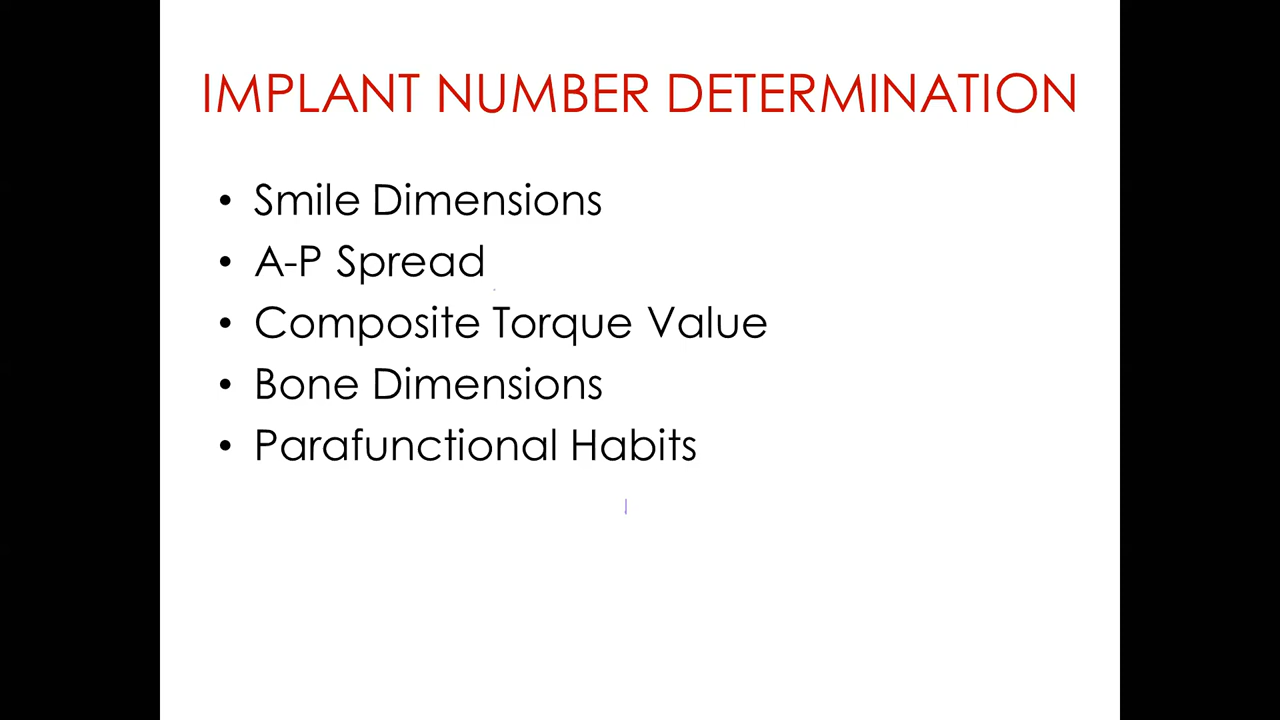 IMPLANT NUMBER DETERMINATION
• Smile Dimensions
• A-P Spread
• Composite Torque Value
• Bone Dimensions
• Parafunctional Habits